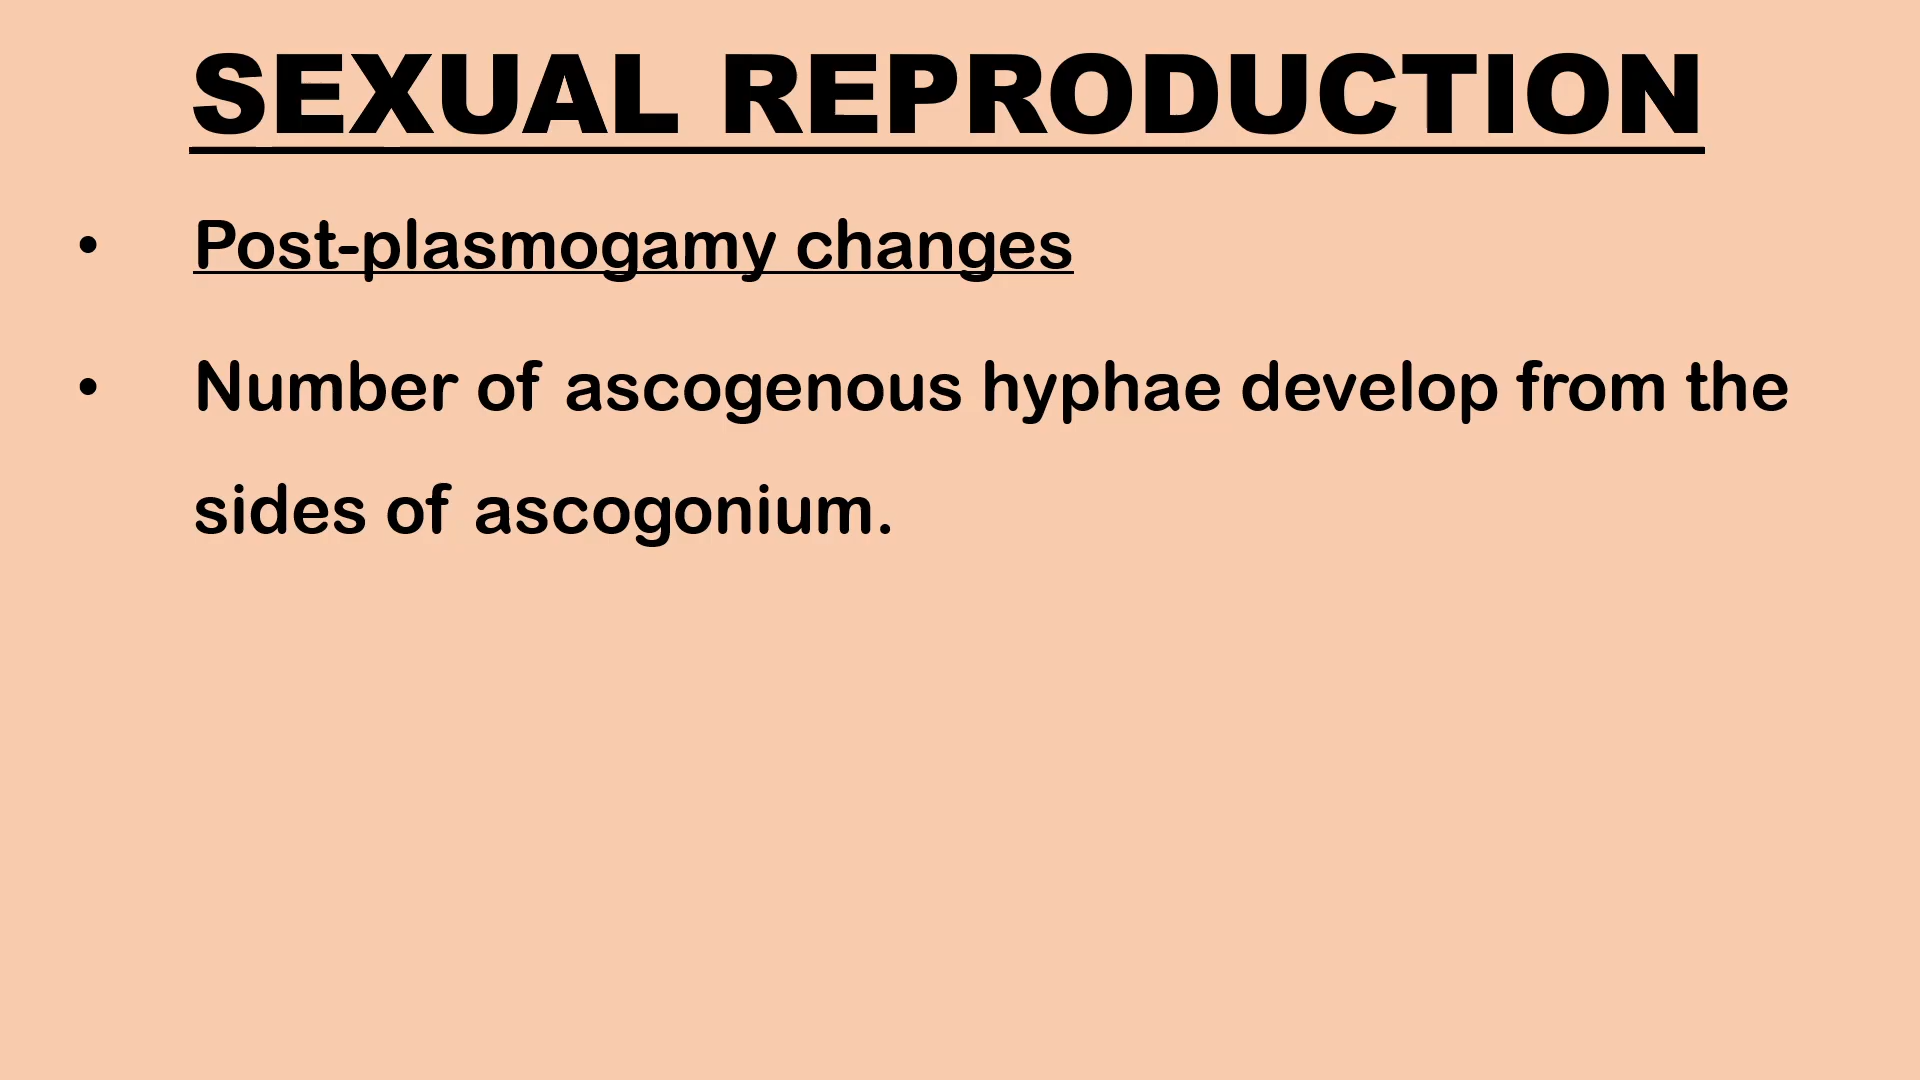 SEXUAL REPRODUCTION
• Post-plasmogamy changes
• Number of ascogenous hyphae develop from the
sides of ascogonium.